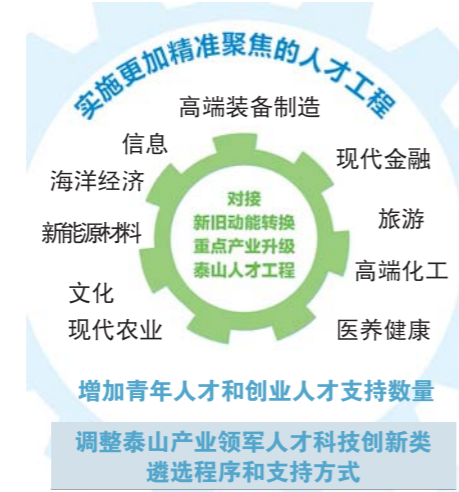 实施更加精准聚焦的人才工程
高端装备制造
信息
现代金融
海洋经济
对接
新旧动能转换
重点产业升级
泰山人才工程
旅游
新能源材料
高端化工
文化
现代农业
医养健康
增加青年人才和创业人才支持数量
调整泰山产业领军人才科技创新类
遴选程序和支持方式